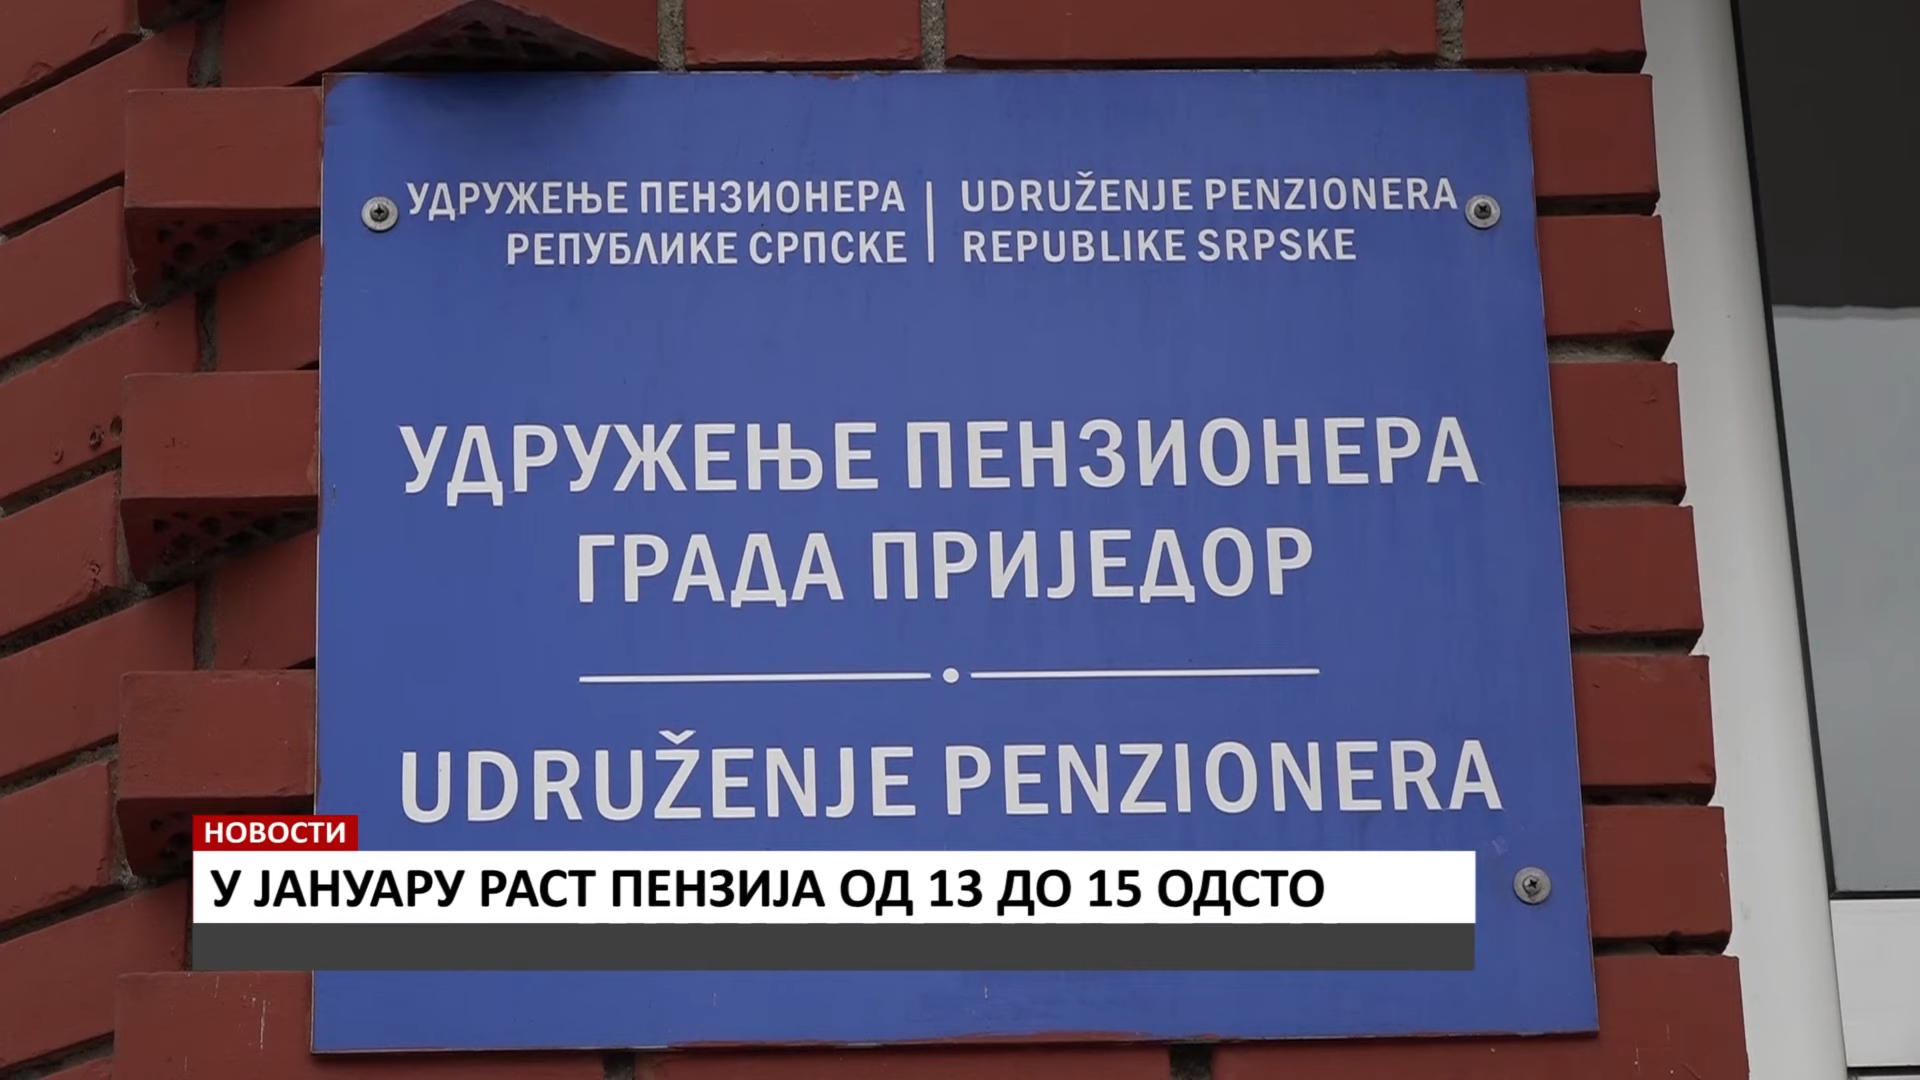 УДРУЖЕЊЕ ПЕНЗИОНЕРА
РЕПУБЛИКЕ СРПСКЕ
UDRUŽENJE PENZIONERA
REPUBLIKE SRPSKE
УДРУЖЕЊЕ ПЕНЗИОНЕРА
ГРАДА ПРИЈЕДОР
UDRUŽENJE PENZIONERA
НОВОСТИ
У ЈАНУАРУ РАСТ ПЕНЗИЈА ОД 13 ДО 15 ОДСТО